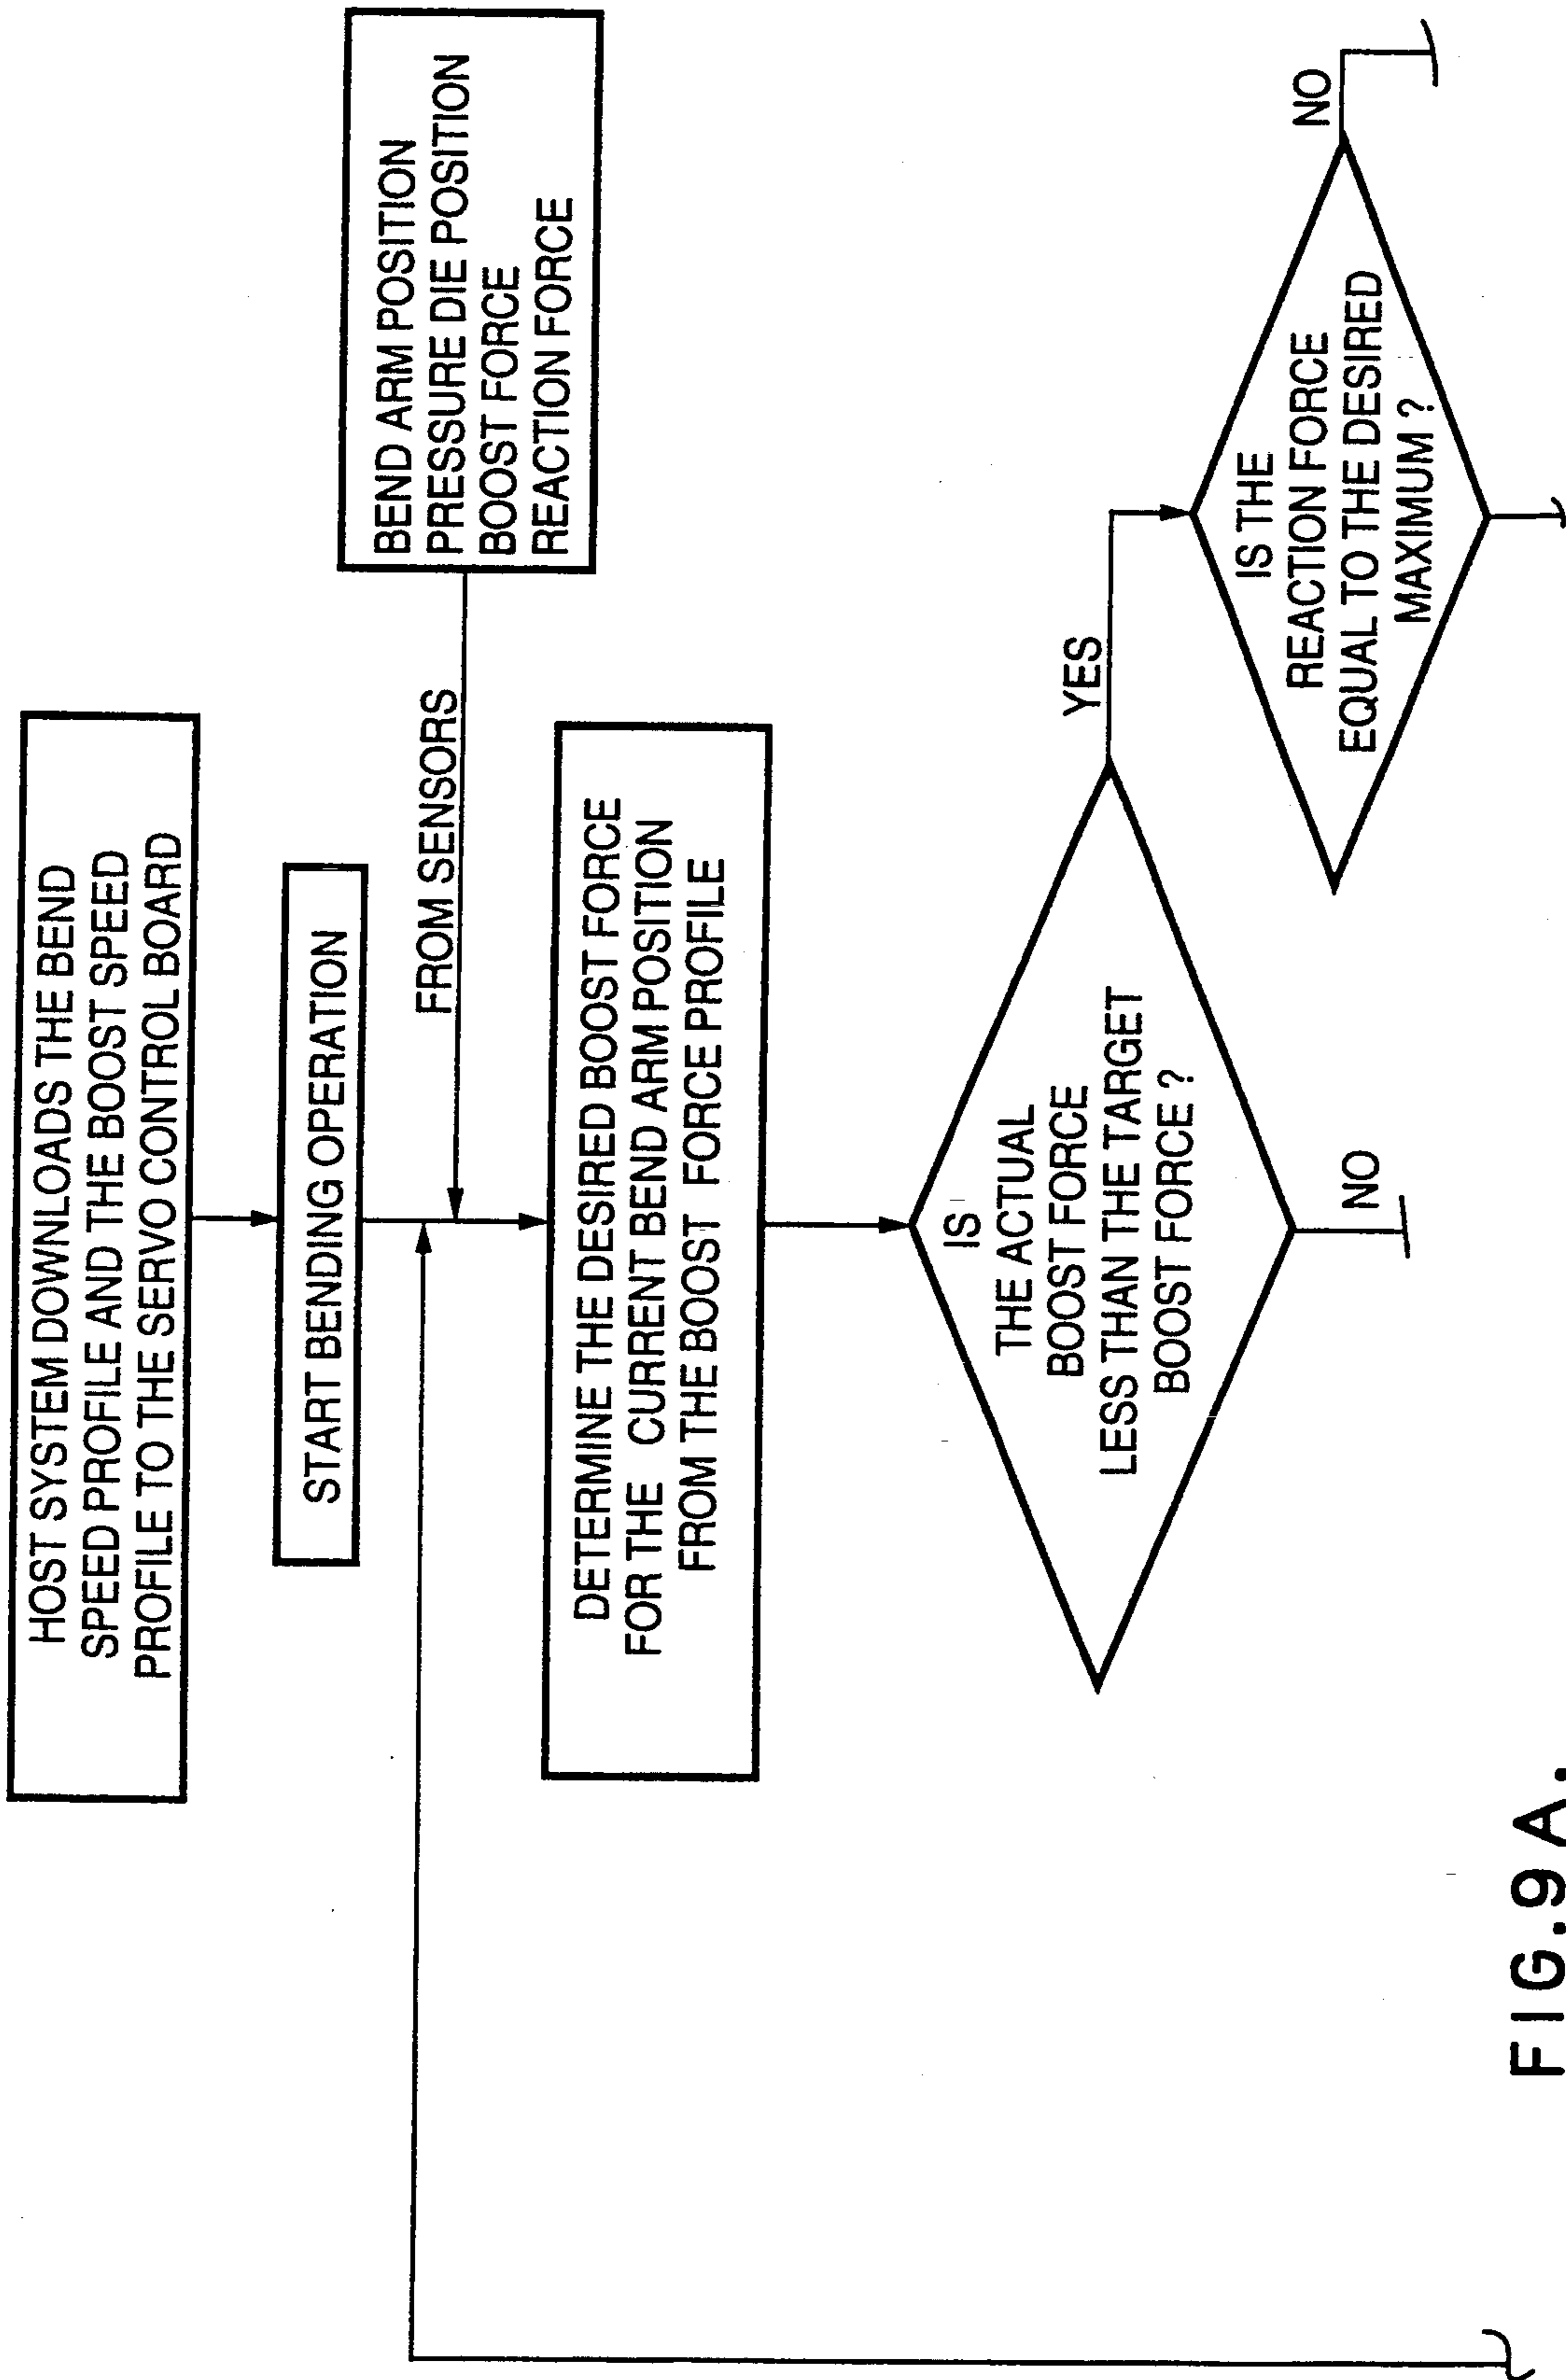 HOST SYSTEM DOWNLOADS THE BEND
SPEED PROFILE AND THE BOOST SPEED
PROFILE TO THE SERVO CONTROL BOARD
START BENDING OPERATION
FROM SENSORS
BEND ARM POSITION
PRESSURE DIE POSITION
BOOST FORCE
REACTION FORCE
DETERMINE THE DESIRED BOOST FORCE
FOR THE CURRENT BEND ARM POSITION
FROM THE BOOST FORCE PROFILE
IS
THE ACTUAL
BOOST FORCE
LESS THAN THE TARGET
BOOST FORCE ?
YES
NO
IS THE
REACTION FORCE
EQUAL TO THE DESIRED
MAXIMUM ?
NO
FIG.9A.